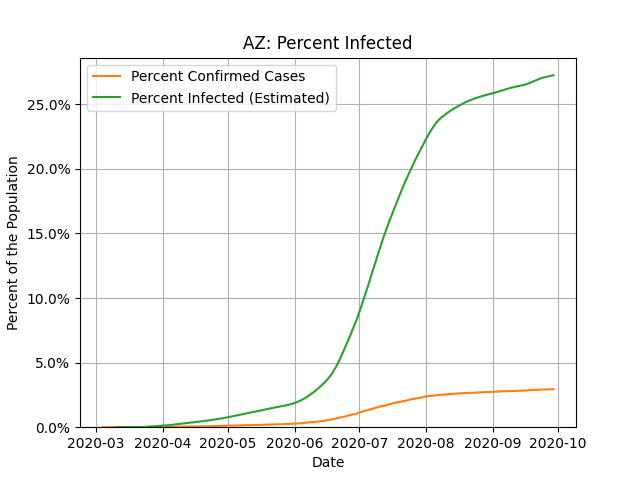 AZ: Percent Infected
Percent Confirmed Cases
Percent Infected (Estimated)
Percent of the Population
25.0%
20.0%
15.0%
10.0%
5.0%
0.0%
2020-03 2020-04 2020-05 2020-06 2020-07 2020-08 2020-09 2020-10
Date